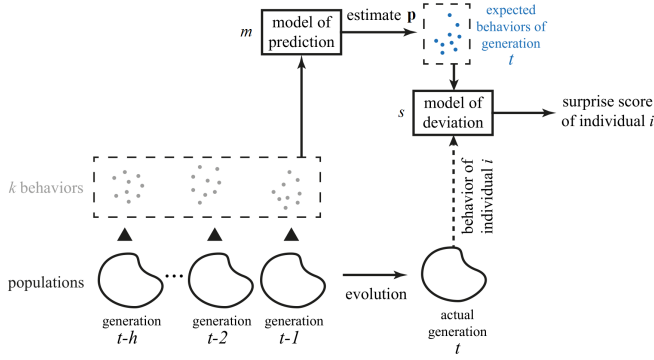 m
model of
prediction
estimate p
expected
behaviors of
generation
t
s
model of
deviation
surprise score
of individual i
k behaviors
behavior of
individual i
populations
...
generation
t-h
generation
t-2
generation
t-1
evolution
actual
generation
t